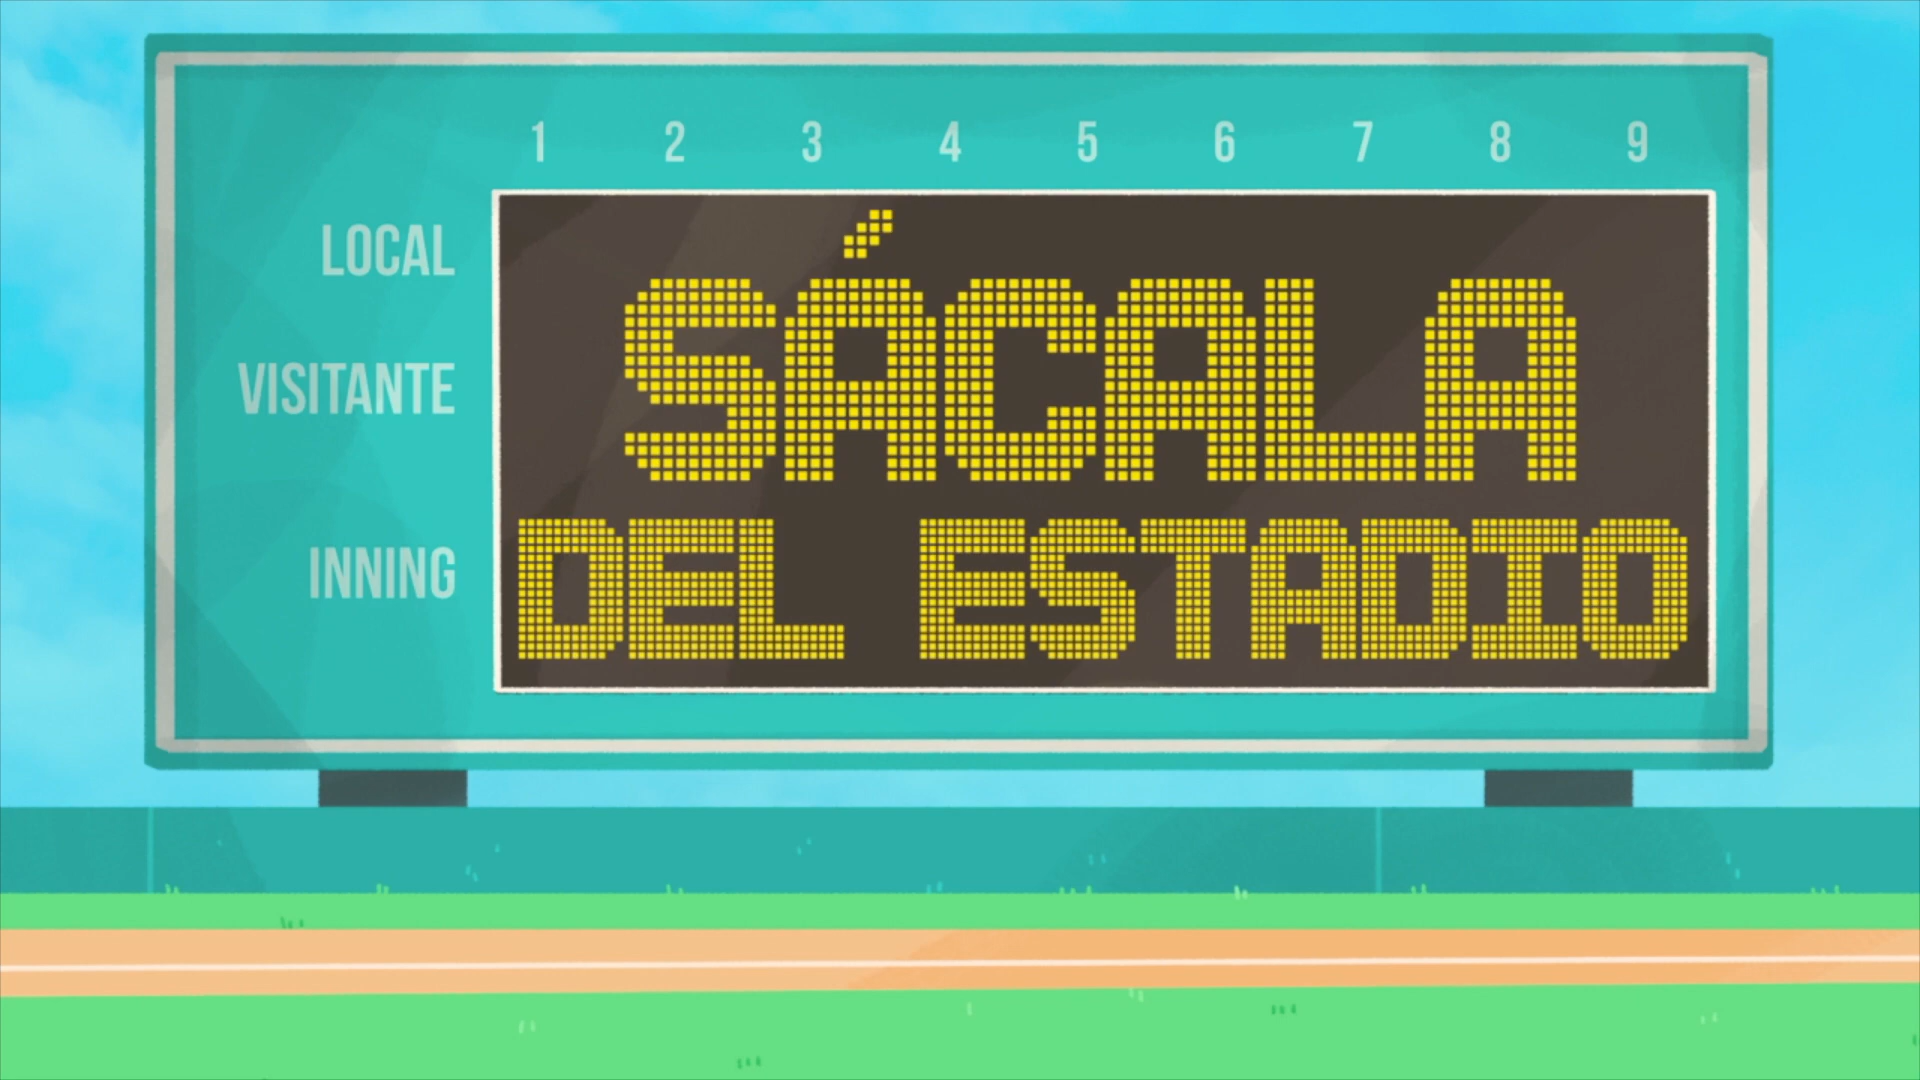 1 2 3 4 5 6 7 8 9
LOCAL
VISITANTE
INNING
SÁCALA
DEL ESTADIO